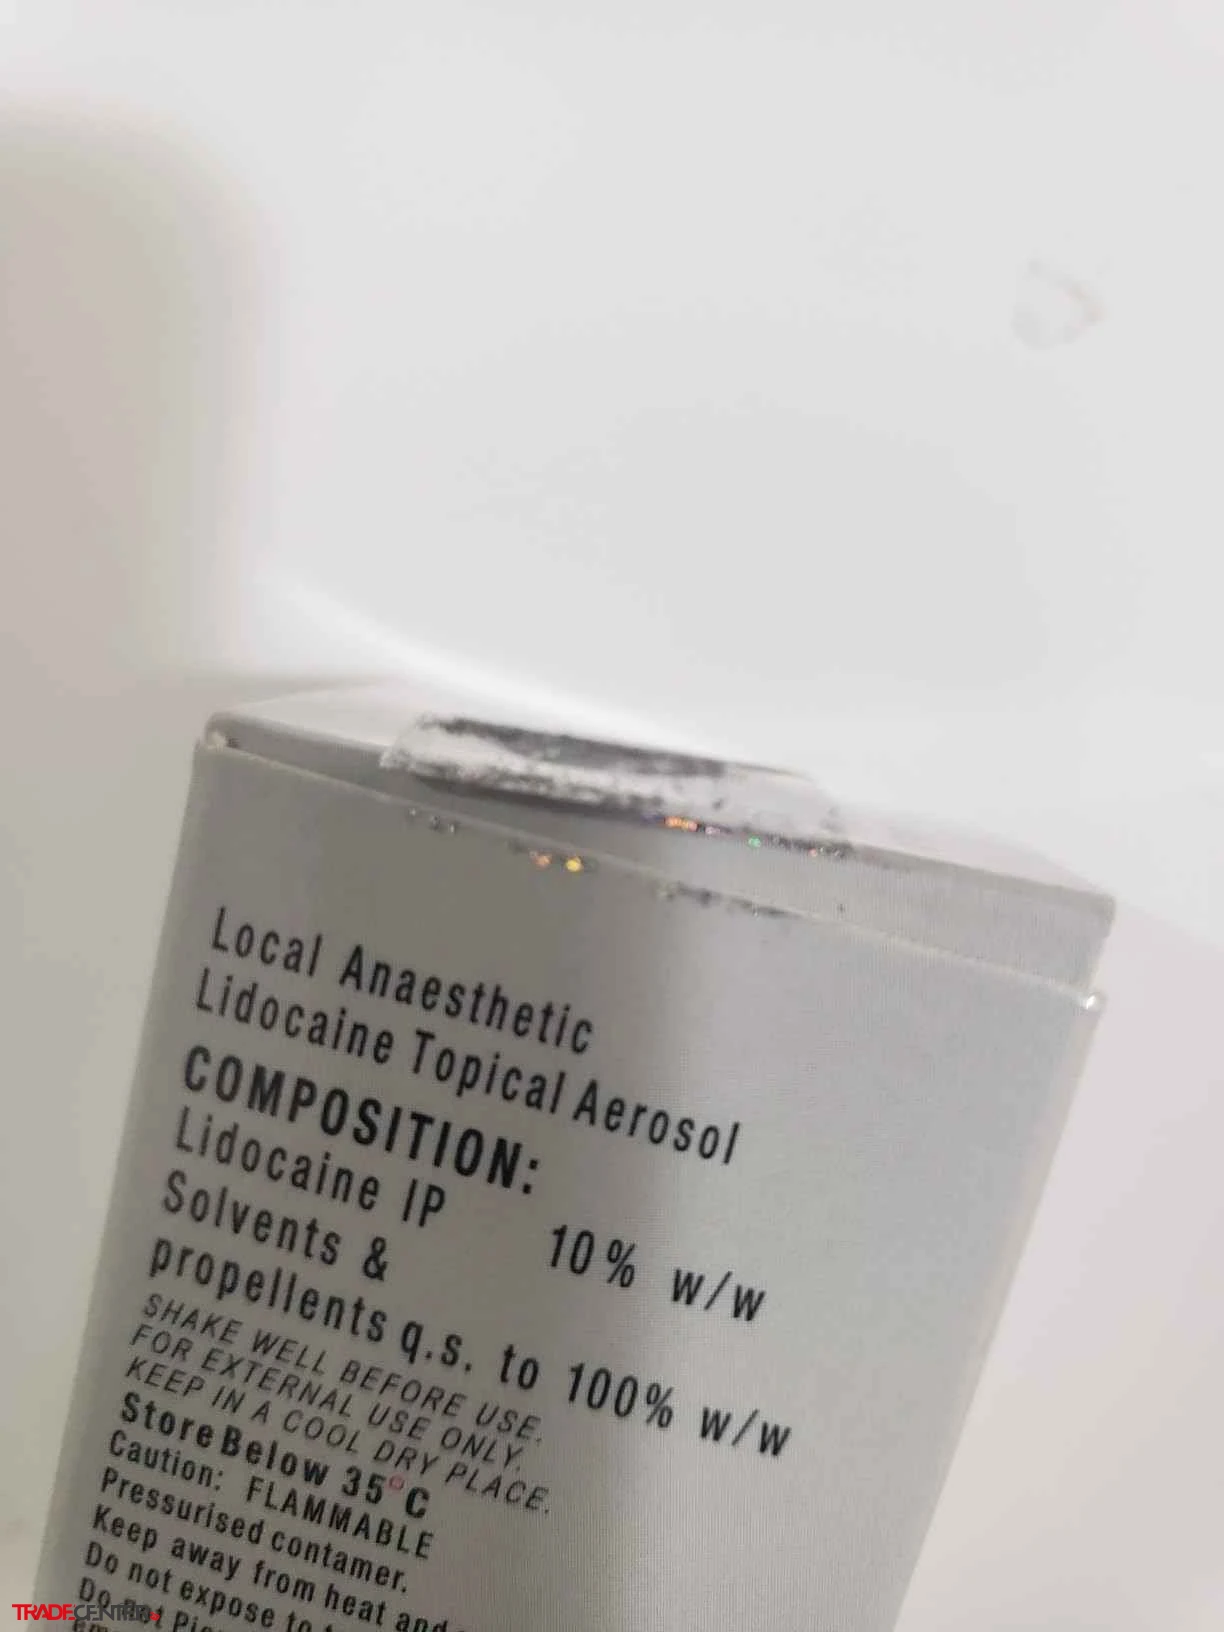 Local Anaesthetic
Lidocaine Topical Aerosol
COMPOSITION:
Lidocaine IP 10% w/w
Solvents &
propellents q.s. to 100% w/w
SHAKE WELL BEFORE USE.
FOR EXTERNAL USE ONLY.
KEEP IN A COOL DRY PLACE.
Store Below 35°C
Caution: FLAMMABLE
Pressurised contamer.
Keep away from heat and
Do not expose to
Do
TRADECENTER